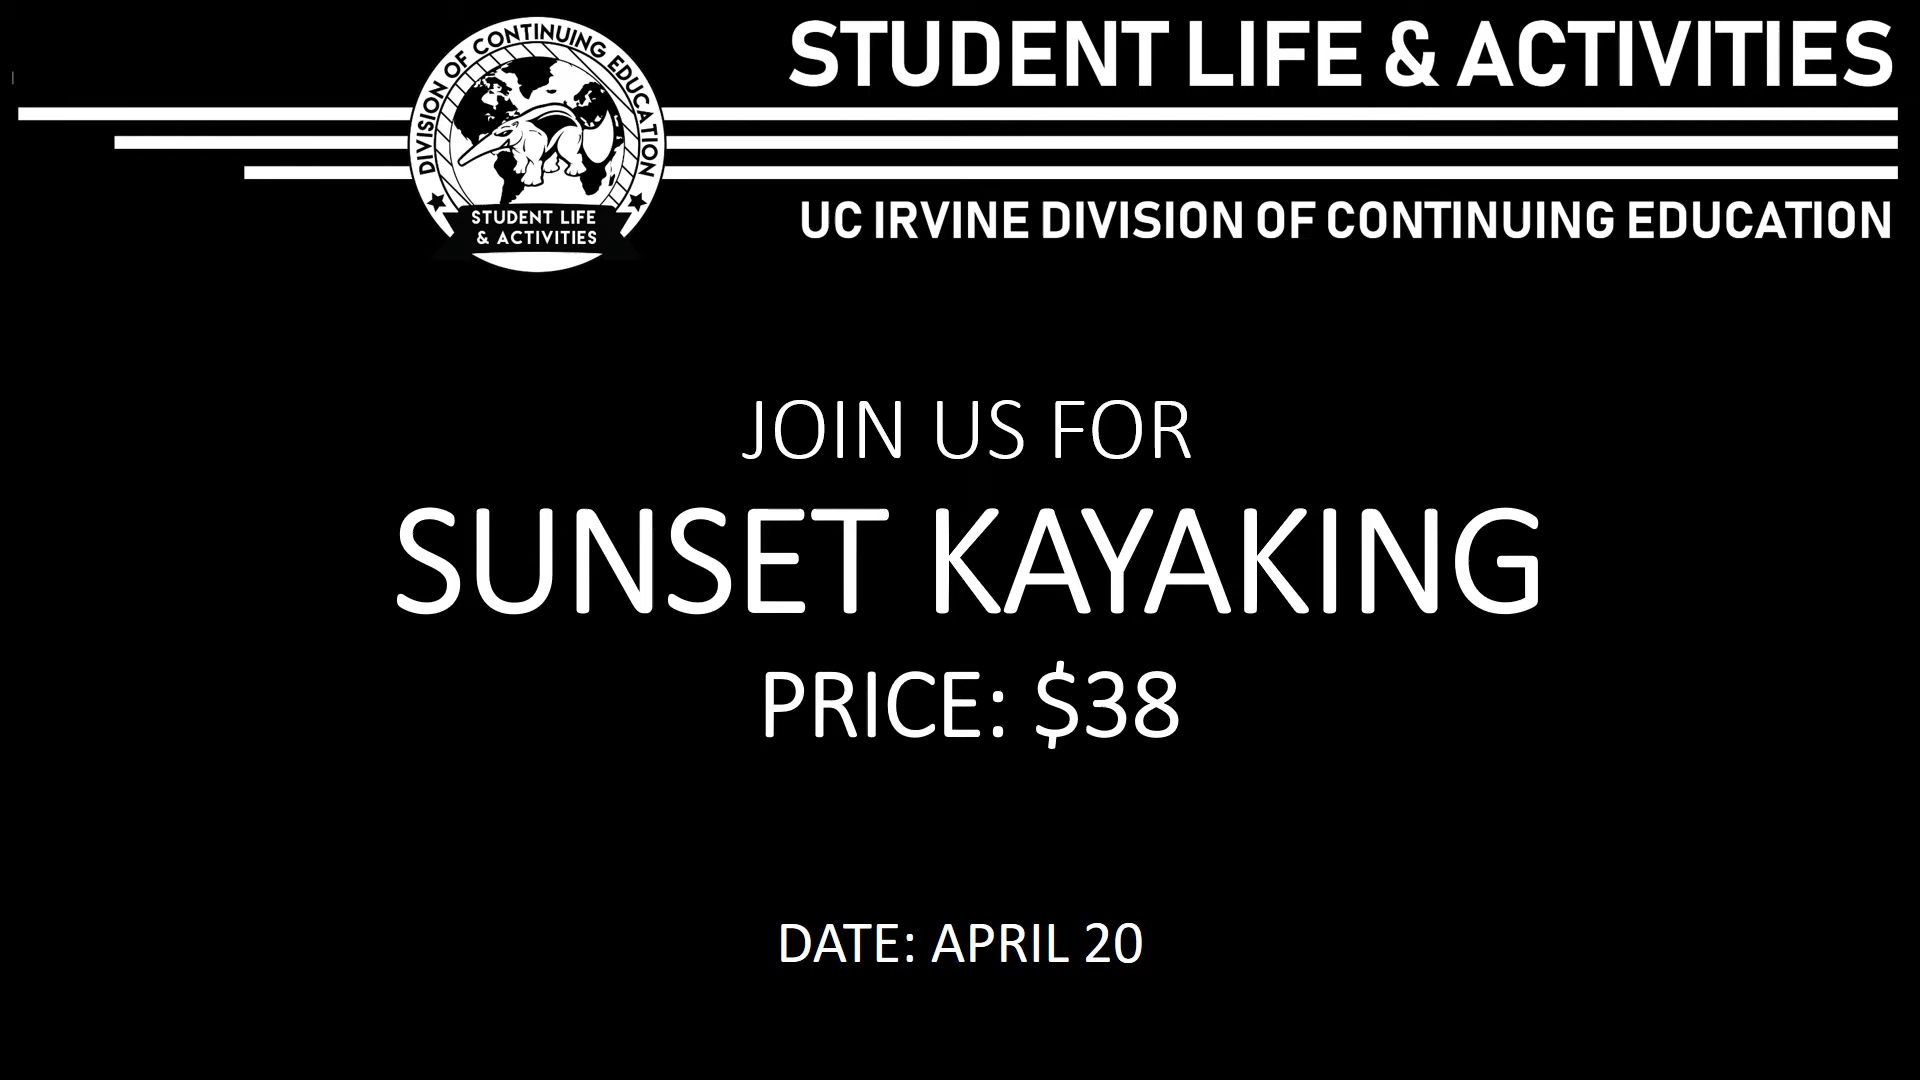 STUDENT LIFE & ACTIVITIES
DIVISION OF CONTINUING EDUCATION
STUDENT LIFE
& ACTIVITIES
UC IRVINE DIVISION OF CONTINUING EDUCATION
JOIN US FOR
SUNSET KAYAKING
PRICE: $38
DATE: APRIL 20